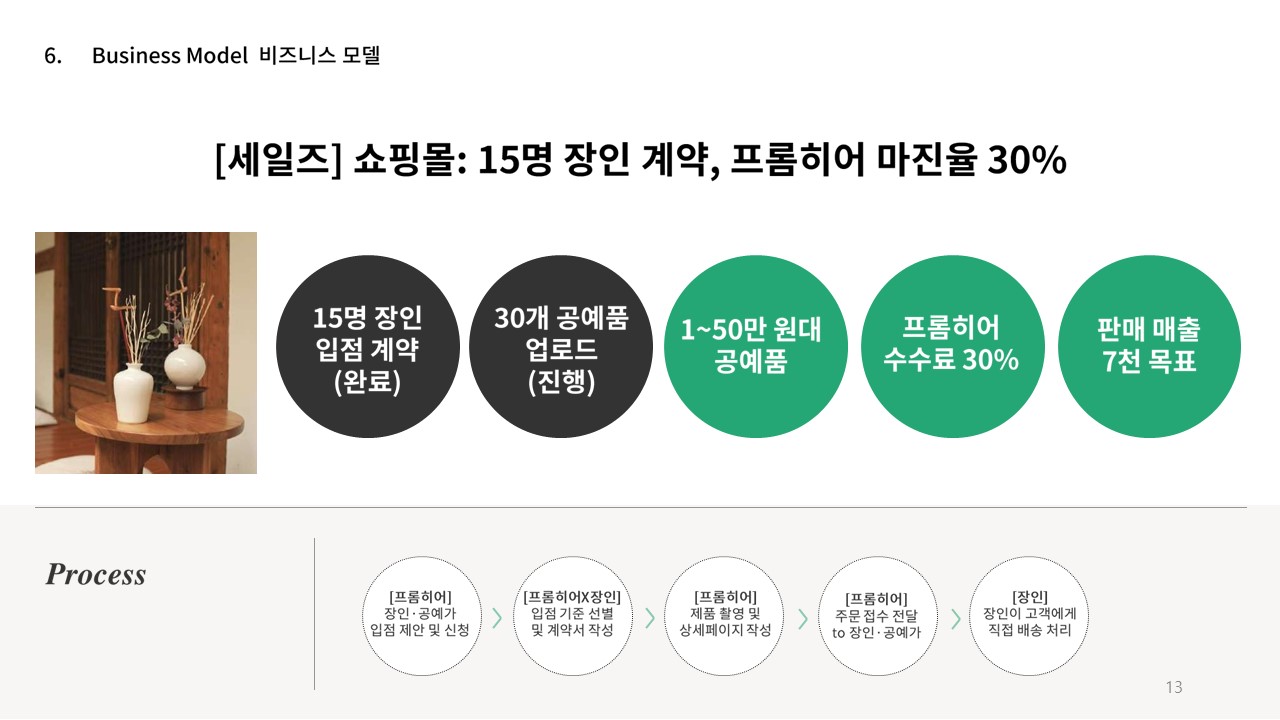 6. Business Model 비즈니스 모델
[세일즈] 쇼핑몰: 15명 장인 계약, 프롬히어 마진율 30%
15명 장인
입점 계약
(완료)
30개 공예품
업로드
(진행)
1~50만 원대
공예품
프롬히어
수수료 30%
판매 매출
7천 목표
Process
[프롬히어]
장인·공예가
입점 제안 및 신청
[프롬히어X장인]
입점 기준 선별
및 계약서 작성
[프롬히어]
제품 촬영 및
상세페이지 작성
[프롬히어]
주문 접수 전달
to 장인·공예가
[장인]
장인이 고객에게
직접 배송 처리
13